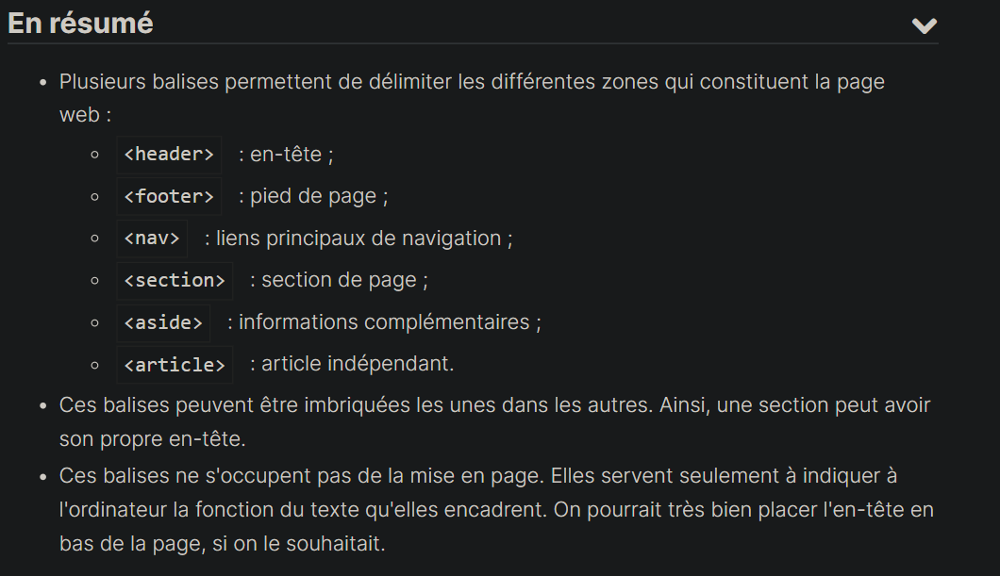 En résumé
Plusieurs balises permettent de délimiter les différentes zones qui constituent la page
web :
<header> : en-tête ;
<footer> : pied de page ;
<nav> : liens principaux de navigation ;
<section> : section de page ;
<aside> : informations complémentaires ;
<article> : article indépendant.
Ces balises peuvent être imbriquées les unes dans les autres. Ainsi, une section peut avoir
son propre en-tête.
Ces balises ne s'occupent pas de la mise en page. Elles servent seulement à indiquer à
l'ordinateur la fonction du texte qu'elles encadrent. On pourrait très bien placer l'en-tête en
bas de la page, si on le souhaitait.